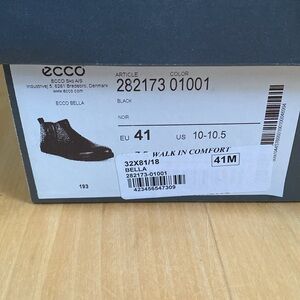 ecco
ECCO Sko A/S
Industrivej 5, 6261 Bredebro, Denmark
www.ecco.com
ECCO BELLA
193
ARTICLE COLOR
282173 01001
BLACK
NOIR
EU 41 US 10-10.5
WALK IN COMFORT
32X81/18
BELLA
282173-01001
423456547309
41M